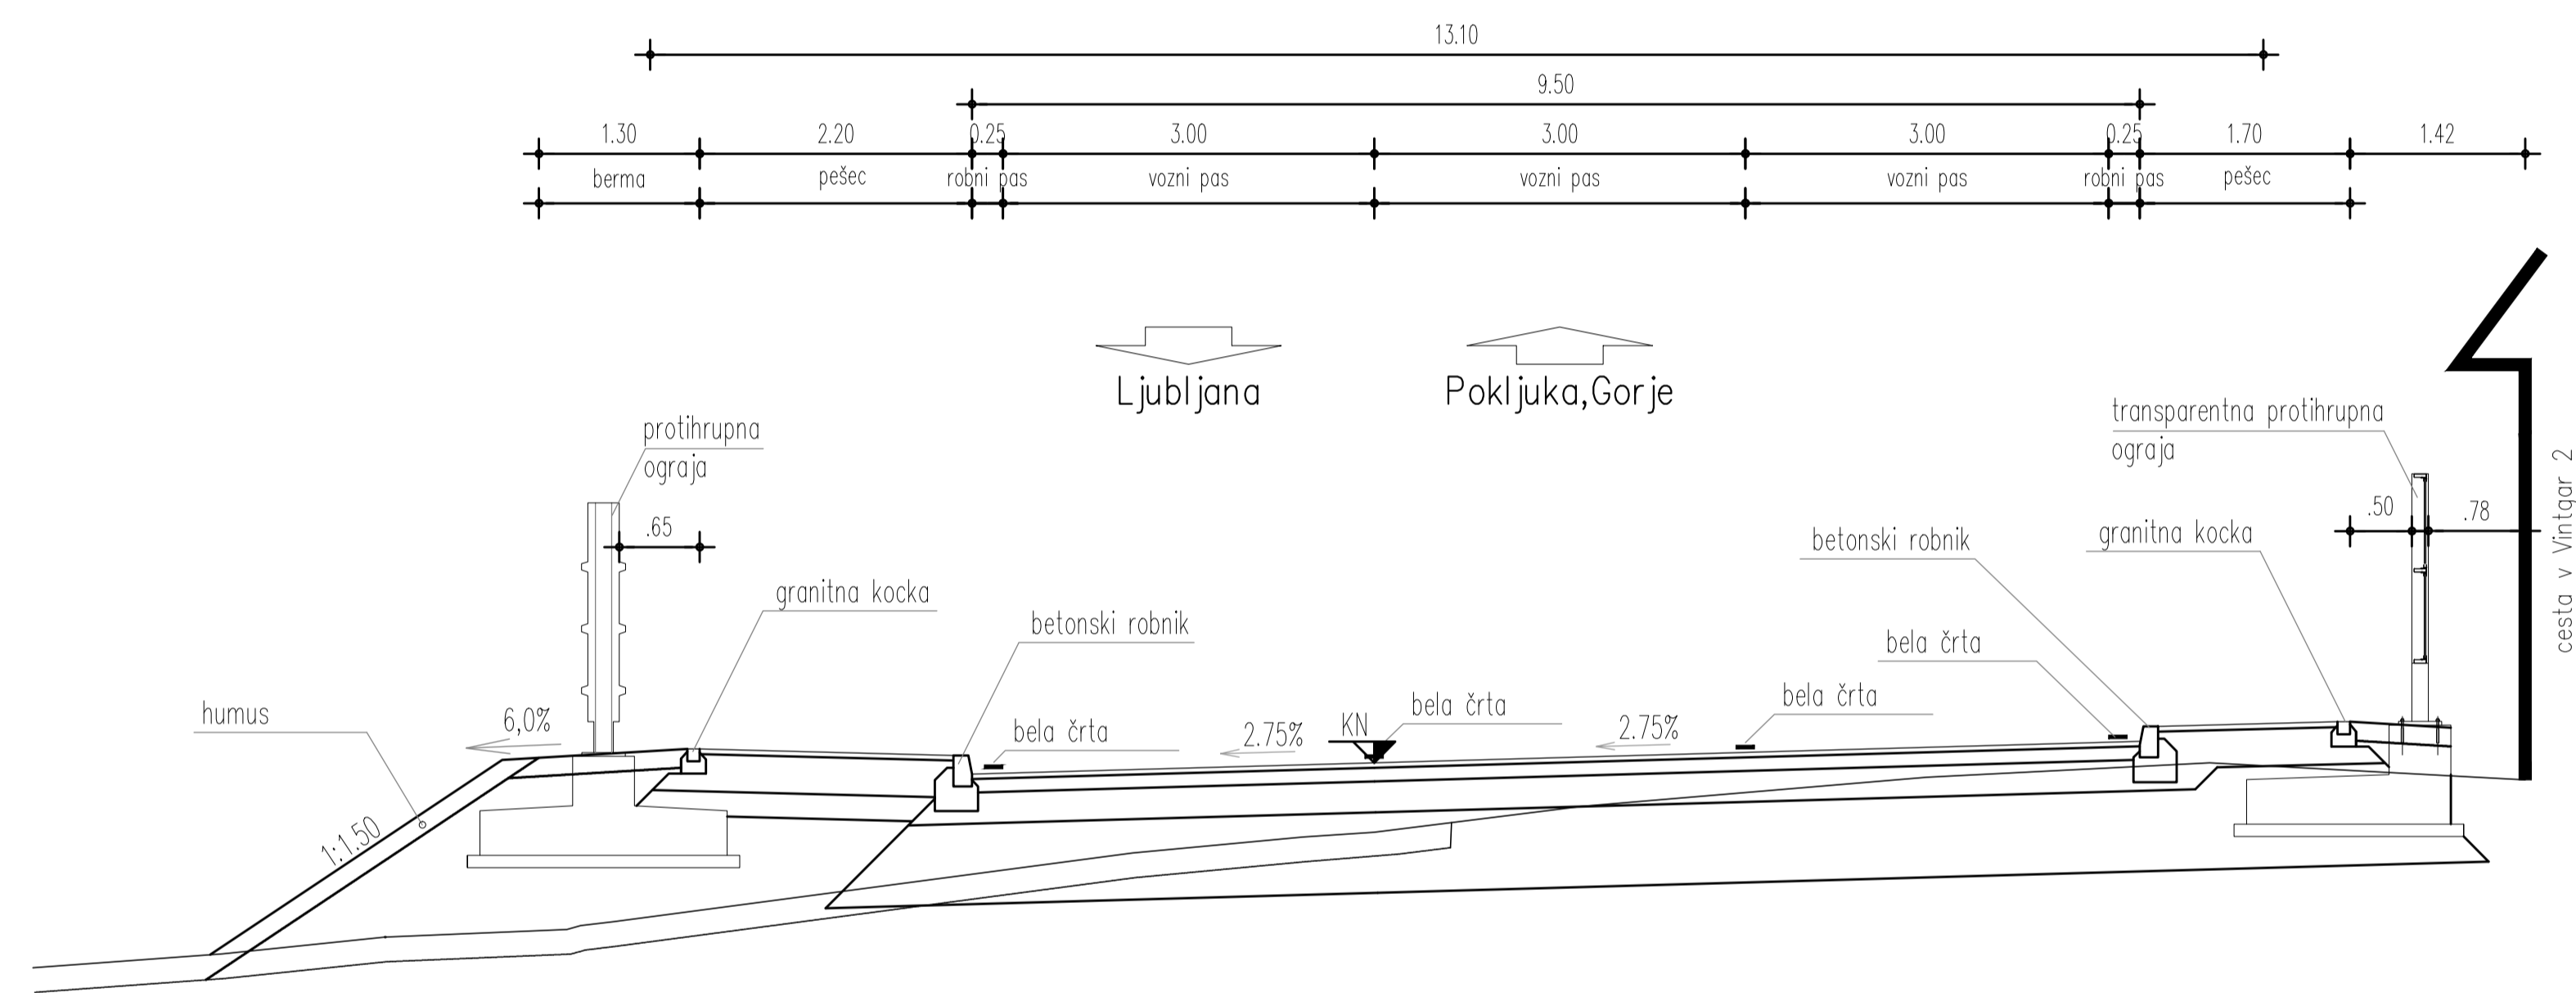 13.10
9.50
1.30 2.20 0.25 3.00 3.00 3.00 0.25 1.70 1.42
berma pešec robni pas vozni pas vozni pas vozni pas robni pas pešec
Ljubljana Pokljuka,Gorje
protihrupna
ograja
transparentna protihrupna
ograja
cesta v Vintgar 2
.65
.50 .78
betonski robnik
granitna kocka
granitna kocka
betonski robnik
bela črta
humus
6,0%
bela črta
2.75%
KN
bela črta
2.75%
bela črta
1:1.50